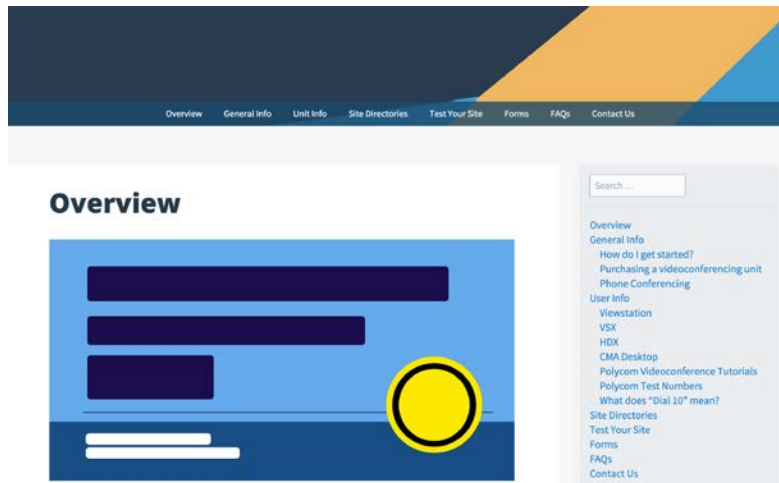 Overview General Info Unit Info Site Directories Test Your Site Forms FAQs Contact Us
Overview
Search ...
Overview
General Info
How do I get started?
Purchasing a videoconferencing unit
Phone Conferencing
User Info
Viewstation
VSX
HDX
CMA Desktop
Polycom Videoconference Tutorials
Polycom Test Numbers
What does “Dial 10” mean?
Site Directories
Test Your Site
Forms
FAQs
Contact Us